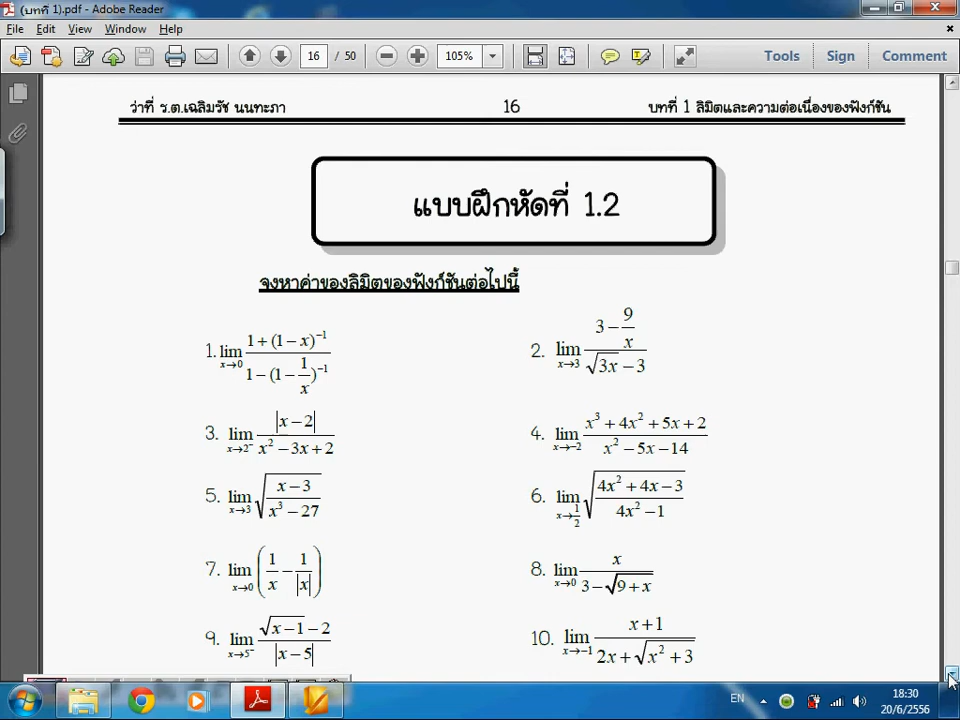 (บทที่ 1).pdf - Adobe Reader
File Edit View Window Help
16 / 50 105% Tools Sign Comment
ว่าที่ ร.ต.เฉลิมรัช นนทะภา 16 บทที่ 1 ลิมิตและความต่อเนื่องของฟังก์ชัน
แบบฝึกหัดที่ 1.2
จงหาค่าของลิมิตของฟังก์ชันต่อไปนี้
1. lim x→0 (1+(1−x)^−1)/(1−(1−1/x)^−1)
2. lim x→3 (3−9/x)/(√3x −3)
3. lim x→2⁻ |x−2|/(x²−3x+2)
4. lim x→−2 (x³+4x²+5x+2)/(x²−5x−14)
5. lim x→3 √((x−3)/(x³−27))
6. lim x→1/2 √((4x²+4x−3)/(4x²−1))
7. lim x→0 (1/x − 1/|x|)
8. lim x→0 x/(3−√(9+x))
9. lim x→5⁻ (√(x−1)−2)/|x−5|
10. lim x→−1 (x+1)/(2x+√(x²+3))
EN 18:30
20/6/2556